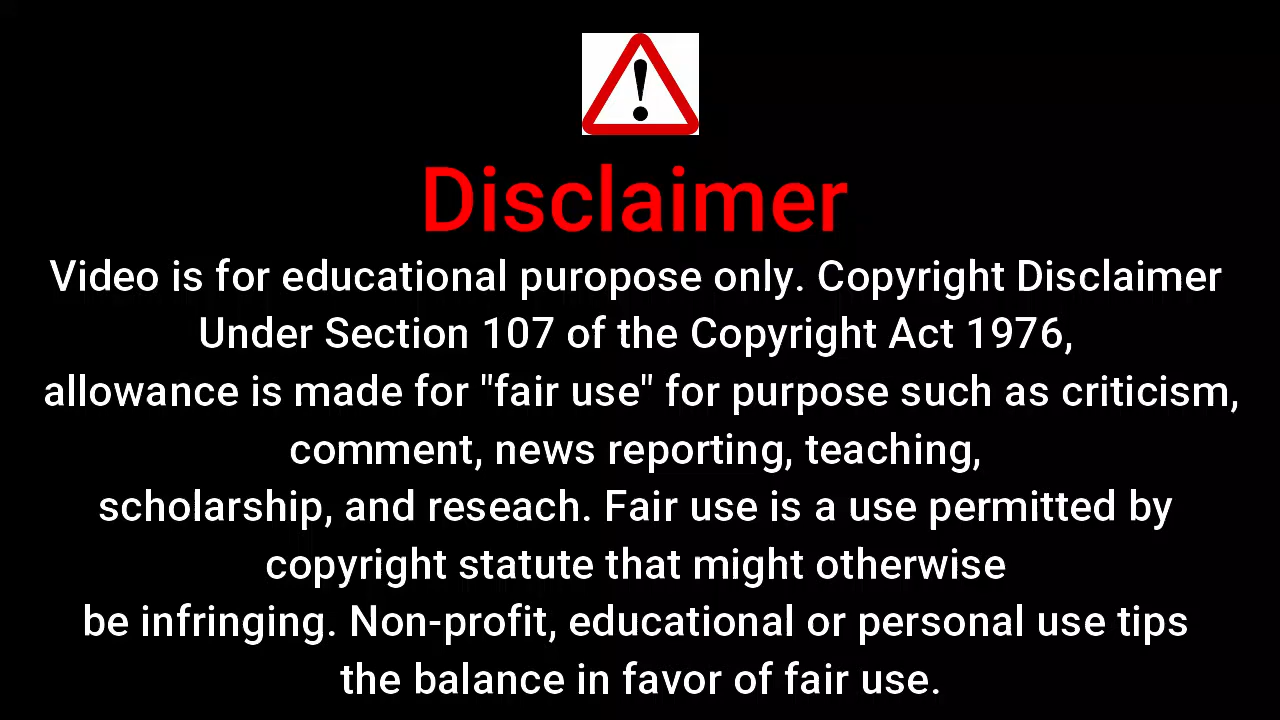 Disclaimer
Video is for educational puropose only. Copyright Disclaimer
Under Section 107 of the Copyright Act 1976,
allowance is made for "fair use" for purpose such as criticism,
comment, news reporting, teaching,
scholarship, and reseach. Fair use is a use permitted by
copyright statute that might otherwise
be infringing. Non-profit, educational or personal use tips
the balance in favor of fair use.